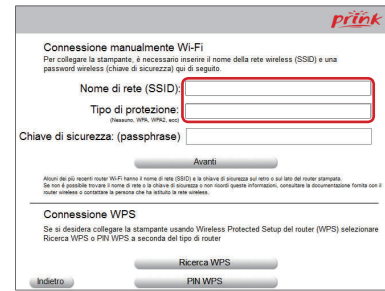 prink
Connessione manualmente Wi-Fi
Per collegare la stampante, è necessario inserire il nome della rete wireless (SSID) e una
password wireless (chiave di sicurezza) qui di seguito.
Nome di rete (SSID):
Tipo di protezione:
(Nessuno, WPA, WPA2, ecc)
Chiave di sicurezza: (passphrase)
Avanti
Alcuni dei più recenti router Wi-Fi hanno il nome di rete (SSID) e la chiave di sicurezza sul retro o sul lato del router stampata.
Se non è possibile trovare il nome di rete o la chiave di sicurezza o non ricordi queste informazioni, consultare la documentazione fornita con il
router wireless o contattare la persona che ha istituito la rete wireless.
Connessione WPS
Se si desidera collegare la stampante usando Wireless Protected Setup del router (WPS) selezionare
Ricerca WPS o PIN WPS a seconda del tipo di router
Ricerca WPS
Indietro
PIN WPS